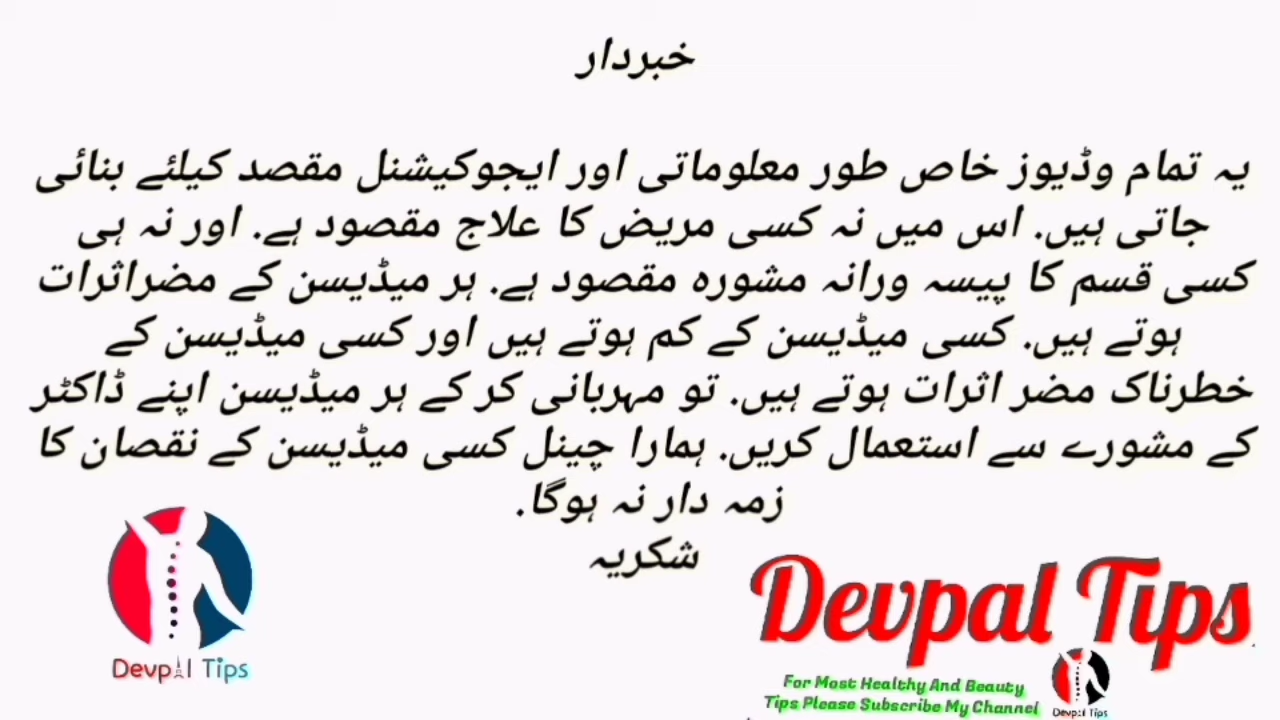 خبردار
یہ تمام وڈیوز خاص طور معلوماتی اور ایجوکیشنل مقصد کیلئے بنائی
جاتی ہیں. اس میں نہ کسی مریض کا علاج مقصود ہے. اور نہ ہی
کسی قسم کا پیسہ ورانہ مشورہ مقصود ہے. ہر میڈیسن کے مضراثرات
ہوتے ہیں. کسی میڈیسن کے کم ہوتے ہیں اور کسی میڈیسن کے
خطرناک مضر اثرات ہوتے ہیں. تو مہربانی کر کے ہر میڈیسن اپنے ڈاکٹر
کے مشورے سے استعمال کریں. ہمارا چینل کسی میڈیسن کے نقصان کا
زمہ دار نہ ہوگا.
شکریہ
Devpal Tips
Devpal Tips
For Most Healthy And Beauty
Tips Please Subscribe My Channel
Devpal Tips